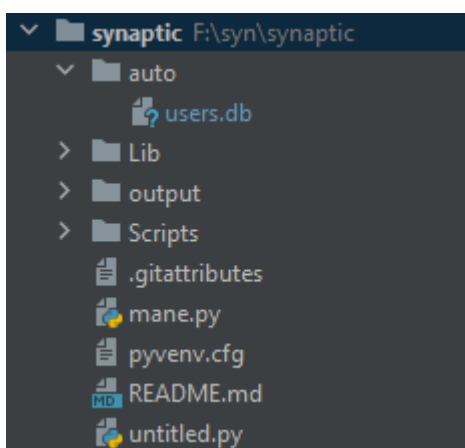 synaptic F:\syn\synaptic
auto
users.db
Lib
output
Scripts
.gitattributes
mane.py
pyvenv.cfg
README.md
untitled.py